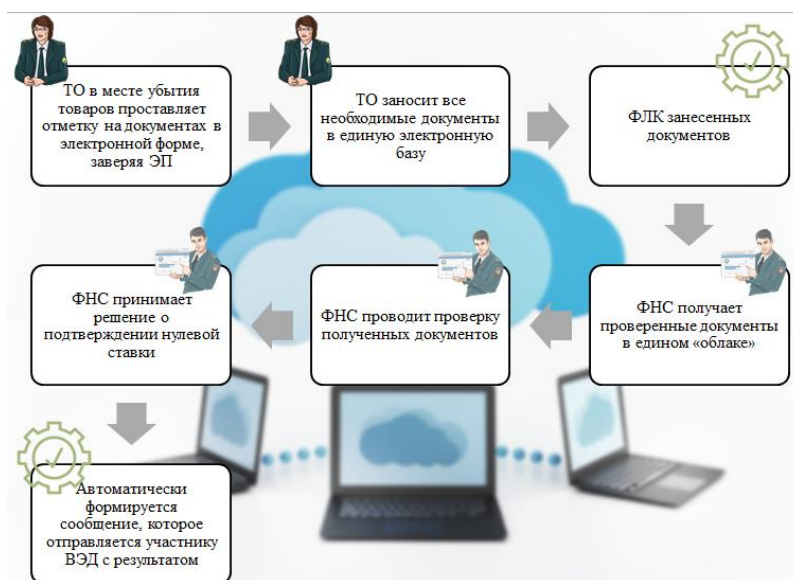 ТО в месте убытия
товаров проставляет
отметку на документах в
электронной форме,
заверяя ЭП
ТО заносит все
необходимые документы
в единую электронную
базу
ФЛК занесенных
документов
ФНС получает
проверенные документы
в едином «облаке»
ФНС проводит проверку
полученных документов
ФНС принимает
решение о
подтверждении нулевой
ставки
Автоматически
формируется
сообщение, которое
отправляется участнику
ВЭД с результатом